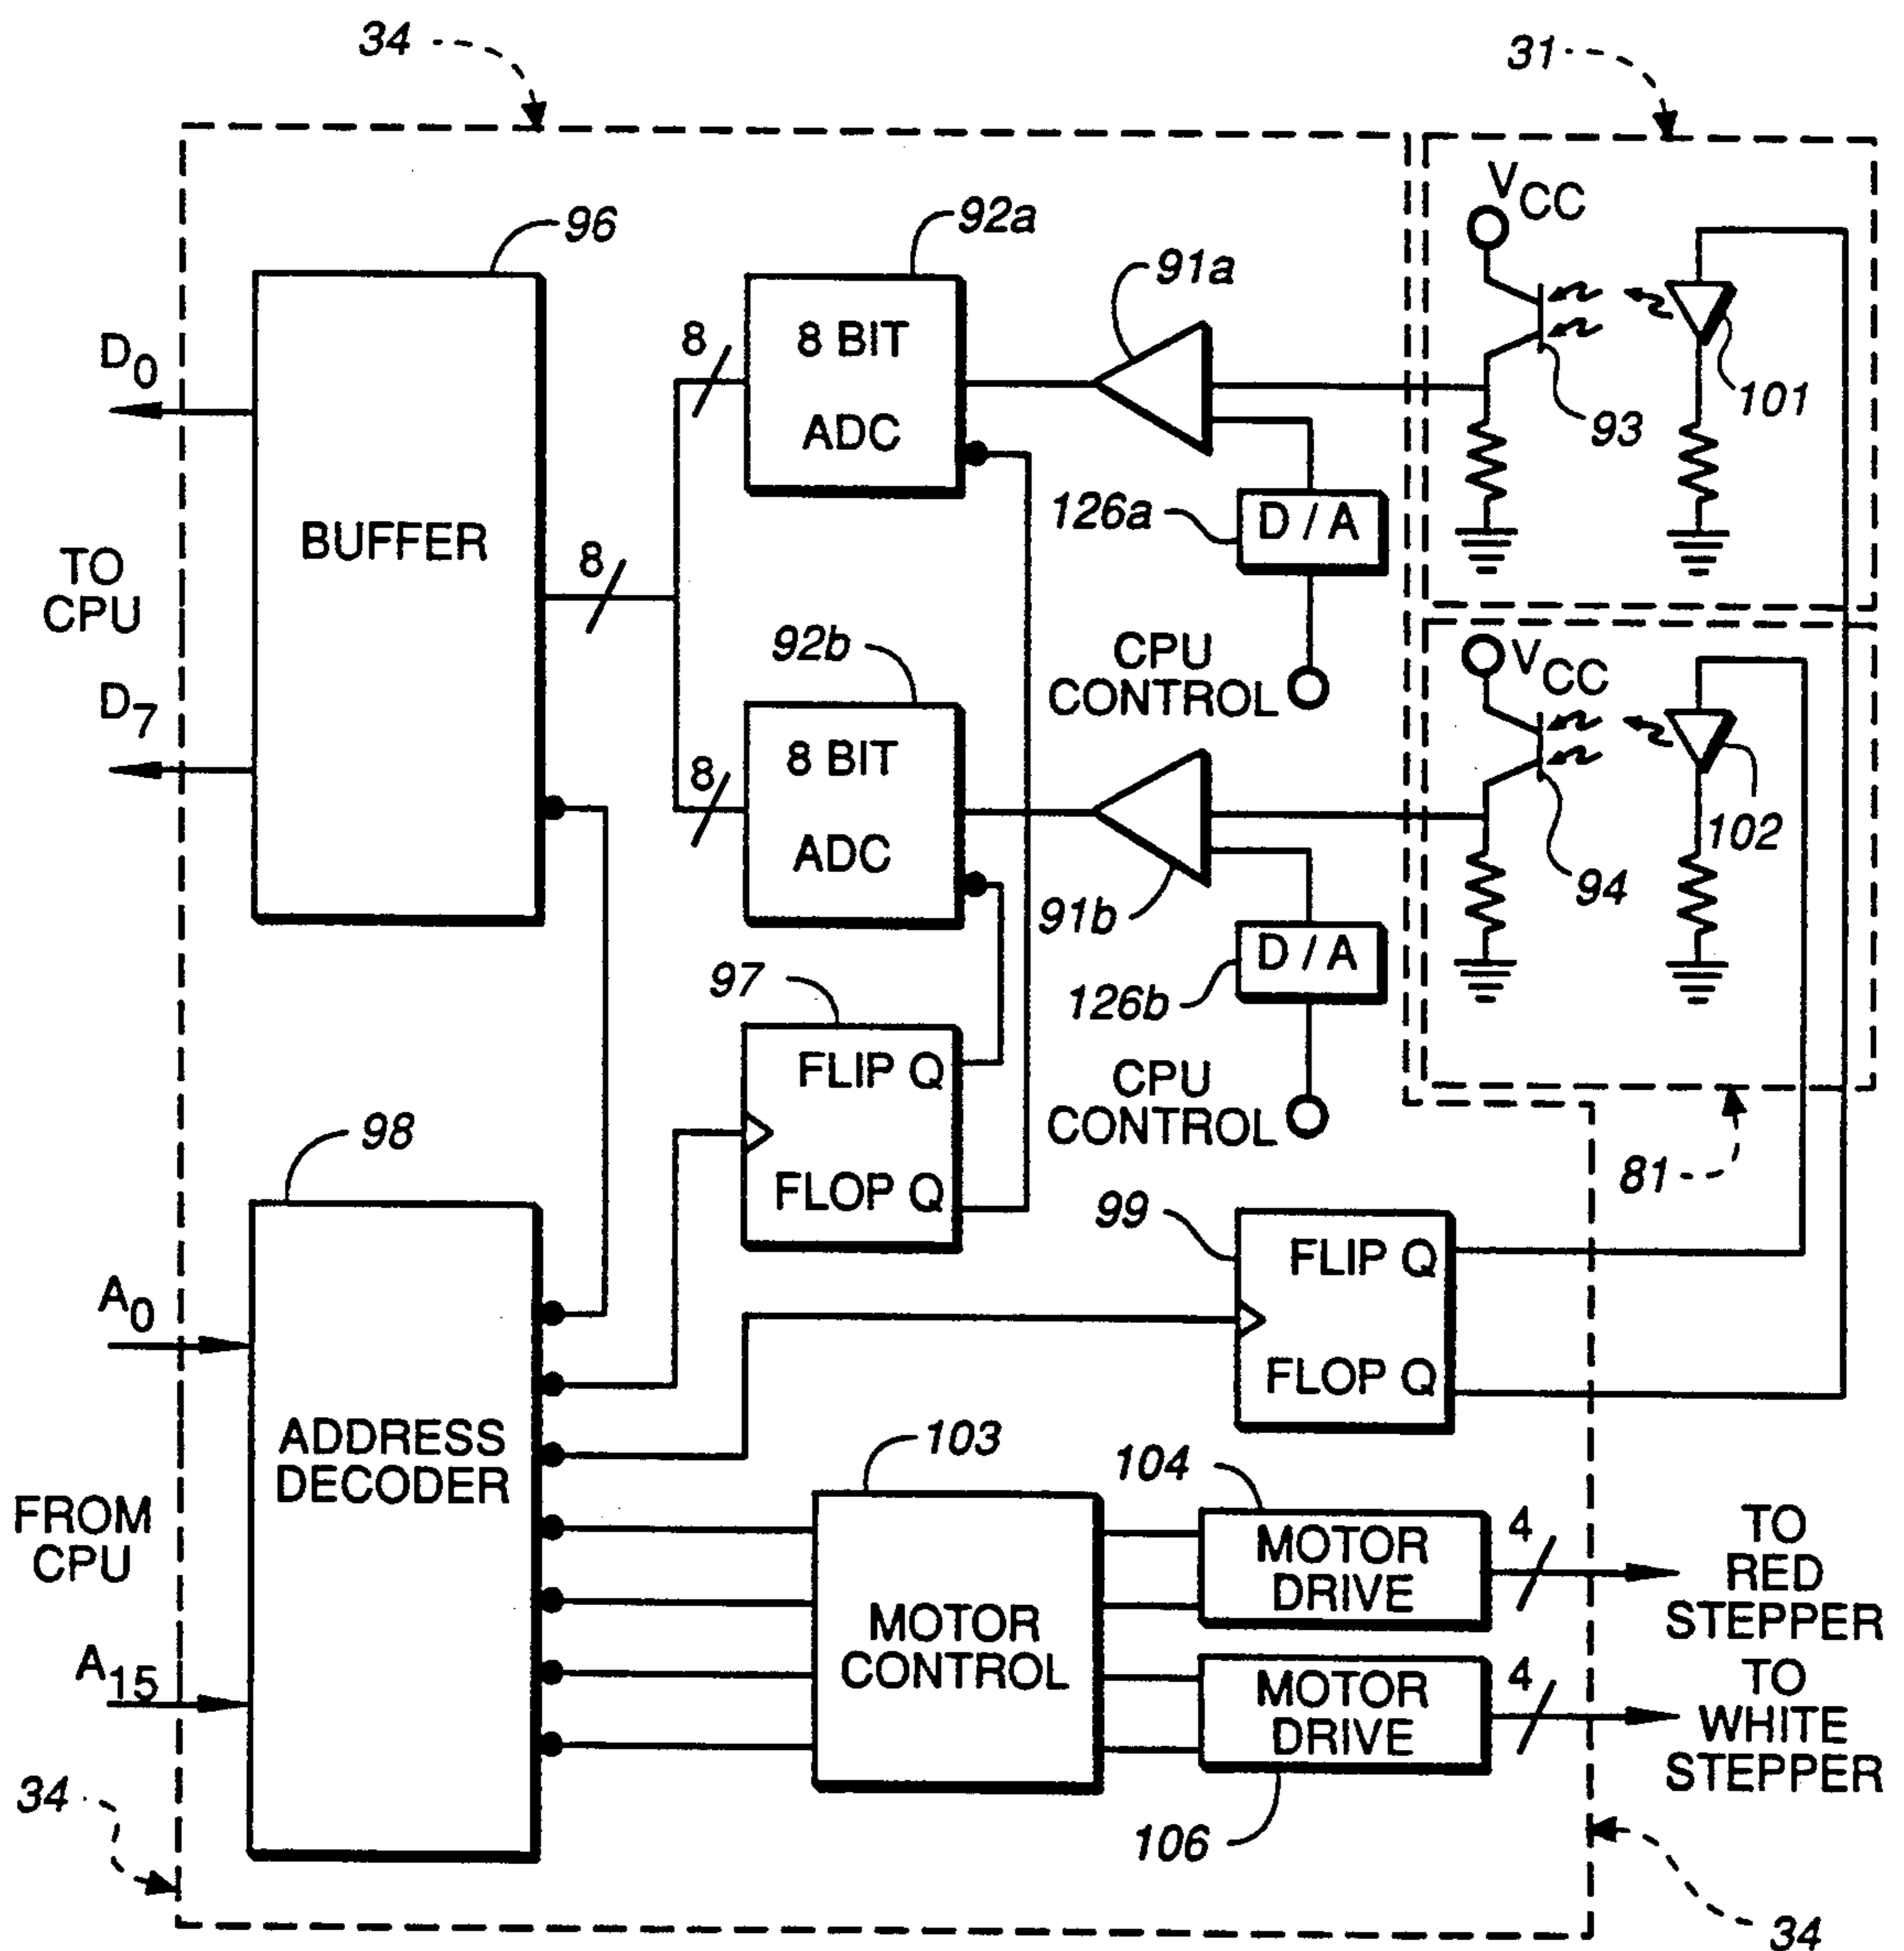 34
31
96
92a
91a
V
CC
D0
8
8 BIT
ADC
93
101
BUFFER
126a
D / A
TO
CPU
8
92b
CPU
CONTROL
VCC
D7
8
8 BIT
ADC
102
94
91b
D / A
97
126b
FLIP Q
CPU
CONTROL
98
FLOP Q
81
99
FLIP Q
A0
FLOP Q
ADDRESS
DECODER
103
104
FROM
CPU
MOTOR
DRIVE
4
TO
RED
STEPPER
MOTOR
CONTROL
A15
MOTOR
DRIVE
4
TO
WHITE
STEPPER
34
106
34